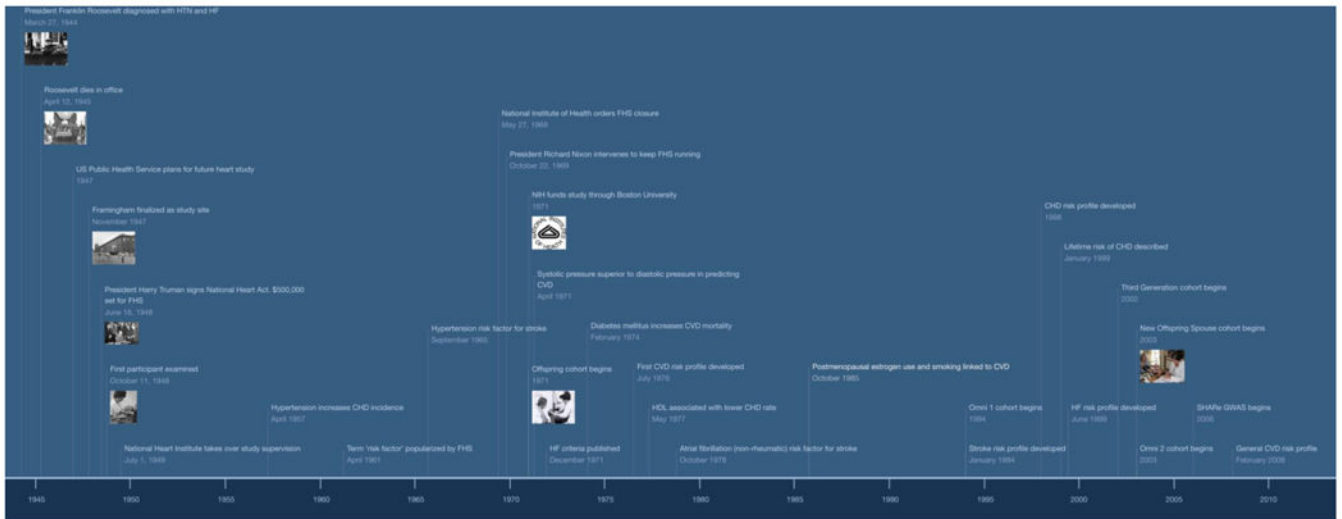 President Franklin Roosevelt diagnosed with HTN and HF
March 27, 1944
Roosevelt dies in office
April 12, 1945
US Public Health Service plans for future heart study
1947
Framingham finalized as study site
November 1947
President Harry Truman signs National Heart Act. $500,000
set for FHS
June 16, 1948
First participant examined
October 11, 1948
National Heart Institute takes over study supervision
July 1, 1949
Hypertension increases CHD incidence
April 1957
Term 'risk factor' popularized by FHS
April 1961
Hypertension risk factor for stroke
September 1965
National Institute of Health orders FHS closure
May 27, 1969
President Richard Nixon intervenes to keep FHS running
October 22, 1969
NIH funds study through Boston University
1971
NATIONAL INSTITUTES
OF HEALTH
Systolic pressure superior to diastolic pressure in predicting
CVD
April 1971
Offspring cohort begins
1971
HF criteria published
December 1971
Diabetes mellitus increases CVD mortality
February 1974
First CVD risk profile developed
July 1976
HDL associated with lower CHD rate
May 1977
Atrial fibrillation (non-rheumatic) risk factor for stroke
October 1978
Postmenopausal estrogen use and smoking linked to CVD
October 1985
Omni 1 cohort begins
1994
Stroke risk profile developed
January 1994
CHD risk profile developed
1998
Lifetime risk of CHD described
January 1999
HF risk profile developed
June 1999
Third Generation cohort begins
2002
New Offspring Spouse cohort begins
2003
Omni 2 cohort begins
2003
SHARe GWAS begins
2006
General CVD risk profile
February 2008
1945 1950 1955 1960 1965 1970 1975 1980 1985 1990 1995 2000 2005 2010